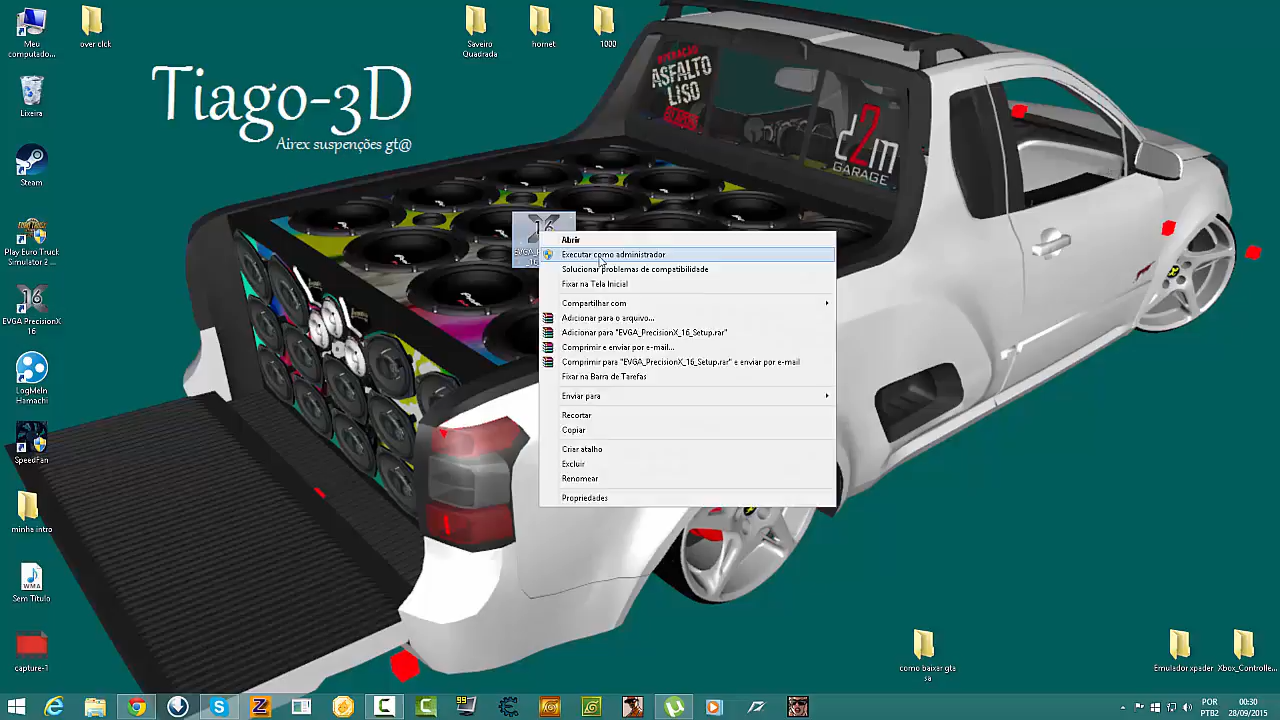 Meu
computado...
over clck
Saveiro
Quadrada
hornet
1000
Tiago-3D
Airex suspenções gt@
OPERAÇÃO
ASFALTO
LISO
d2m
GARAGE
Lixeira
Steam
Play Euro Truck
Simulator 2 ...
EVGA PrecisionX
16
LogMeIn
Hamachi
SpeedFan
minha intro
WMA
Sem Título
capture-1
Abrir
Executar como administrador
Solucionar problemas de compatibilidade
Fixar na Tela Inicial
Compartilhar com
Adicionar para o arquivo...
Adicionar para "EVGA_PrecisionX_16_Setup.rar"
Comprimir e enviar por e-mail...
Comprimir para "EVGA_PrecisionX_16_Setup.rar" e enviar por e-mail
Fixar na Barra de Tarefas
Enviar para
Recortar
Copiar
Criar atalho
Excluir
Renomear
Propriedades
como baixar gta
sa
Emulador xpader
Xbox_Controlle...
POR
PTB2
00:30
28/09/2015